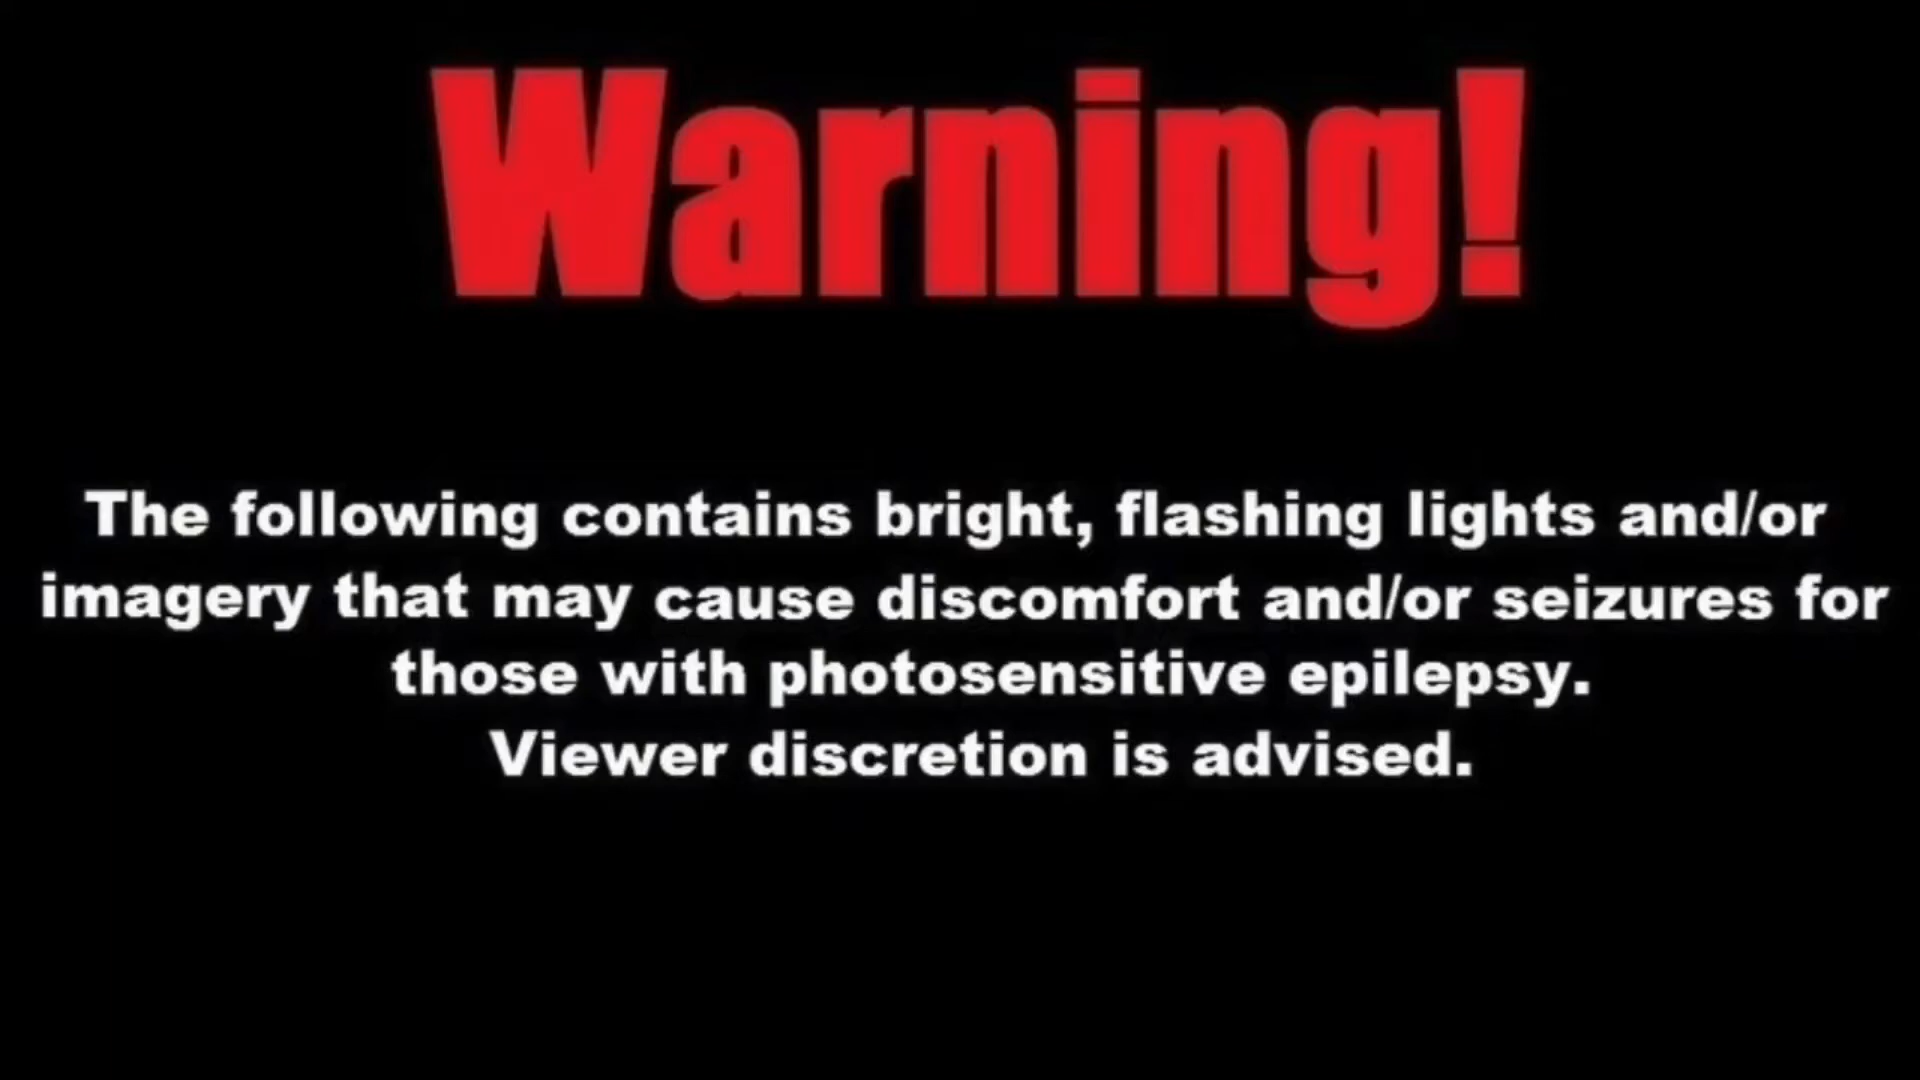 Warning!
The following contains bright, flashing lights and/or
imagery that may cause discomfort and/or seizures for
those with photosensitive epilepsy.
Viewer discretion is advised.